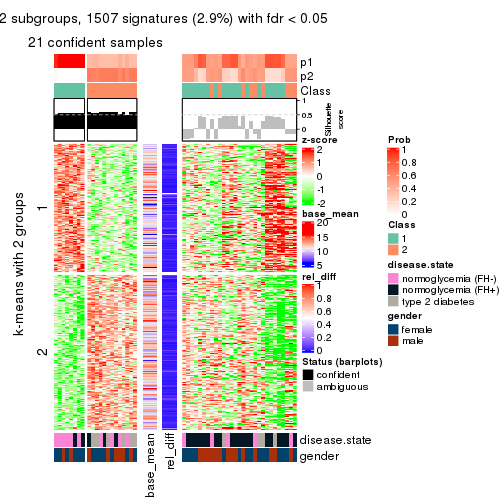 2 subgroups, 1507 signatures (2.9%) with fdr < 0.05
21 confident samples
p1
p2
Class
1
0.5
0
Silhouette
score
k-means with 2 groups
1
2
z-score
2
1
0
-1
-2
base_mean
20
15
10
5
rel_diff
1
0.8
0.6
0.4
0.2
0
Status (barplots)
confident
ambiguous
Prob
1
0.8
0.6
0.4
0.2
0
Class
1
2
disease.state
normoglycemia (FH-)
normoglycemia (FH+)
type 2 diabetes
gender
female
male
disease.state
gender
base_mean
rel_diff